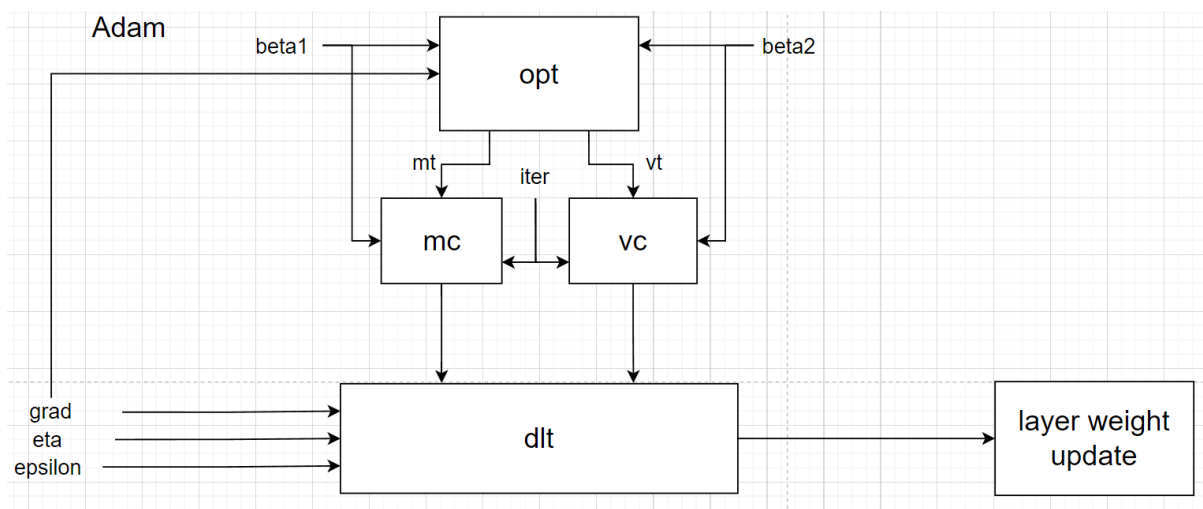 Adam
beta1
beta2
opt
mt
vt
iter
mc
vc
grad
eta
epsilon
dlt
layer weight
update